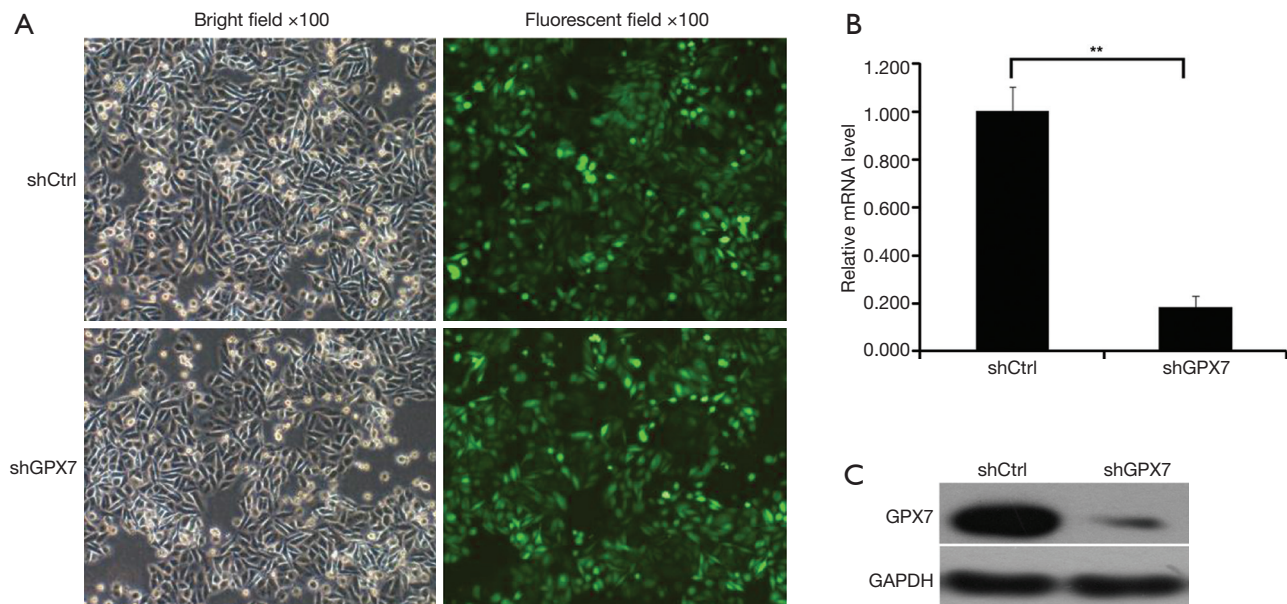 A
Bright field ×100
Fluorescent field ×100
shCtrl
shGPX7
B
**
Relative mRNA level
1.200
1.000
0.800
0.600
0.400
0.200
0.000
shCtrl
shGPX7
C
shCtrl
shGPX7
GPX7
GAPDH